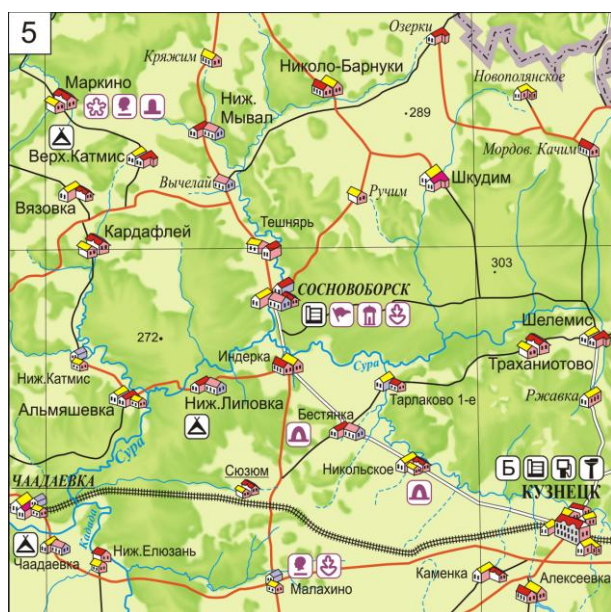 5
Озерки
Кряжим
Николо-Барнуки
Маркино
Новополянское
Ниж.
Мывал
289
Верх.Катмис
Мордов. Качим
Вычелай
Шкудим
Вязовка
Ручим
Тешнярь
Кардафлей
303
СОСНОВОБОРСК
272
Шелемис
Индерка
Сура
Траханиотово
Ниж.Катмис
Альмяшевка
Ниж.Липовка
Тарлаково 1-е
Ржавка
Бестянка
Сура
Никольское
Б
ЧААДАЕВКА
Сюзюм
КУЗНЕЦК
Кадада
Чаадаевка
Ниж.Елюзань
Малахино
Каменка
Алексеевка